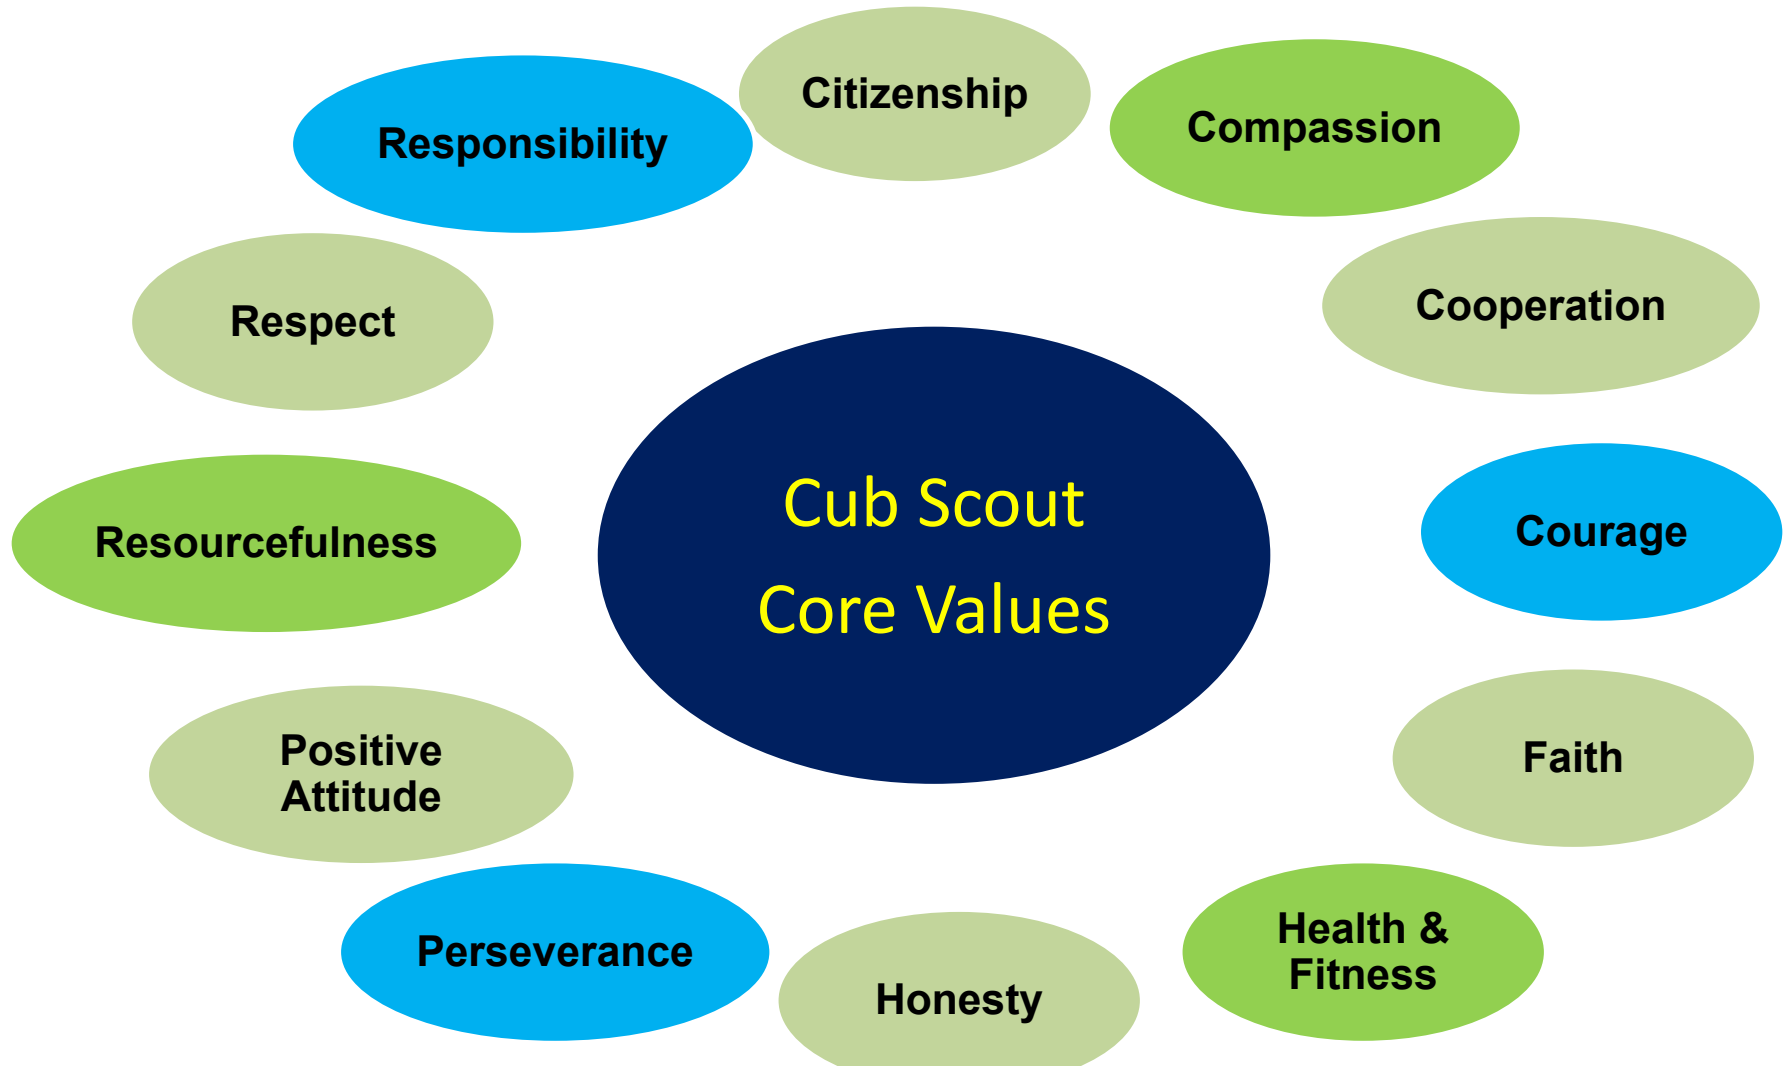 Citizenship
Compassion
Cooperation
Courage
Faith
Health &
Fitness
Honesty
Perseverance
Positive
Attitude
Resourcefulness
Respect
Responsibility
Cub Scout
Core Values